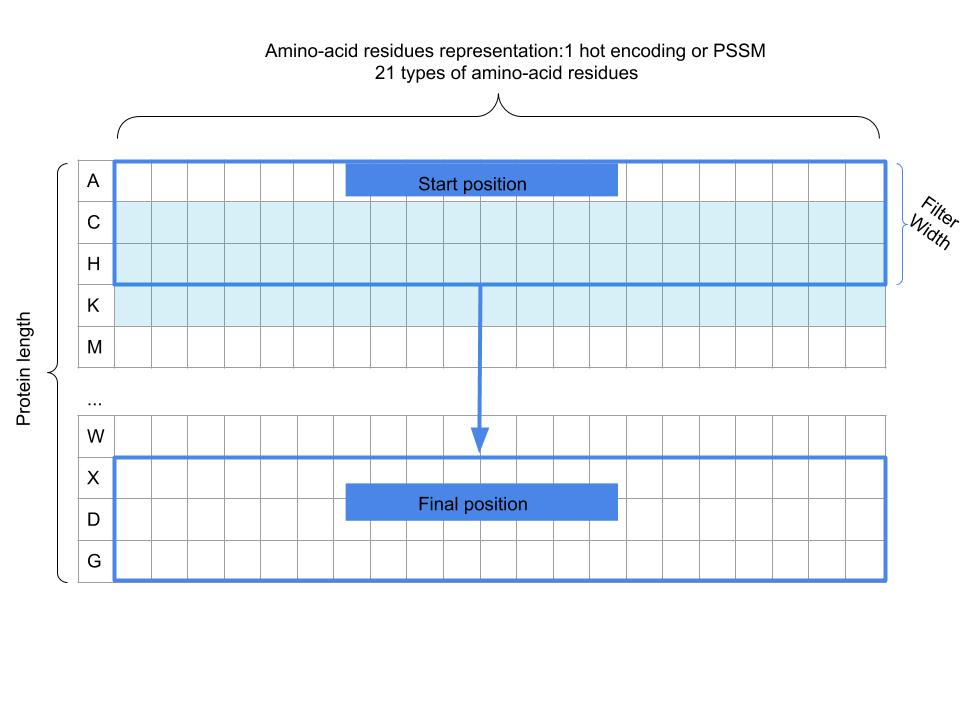 Amino-acid residues representation:1 hot encoding or PSSM
21 types of amino-acid residues
A
Start position
C
H
K
M
...
W
X
D
G
Final position
Filter
Width
Protein length